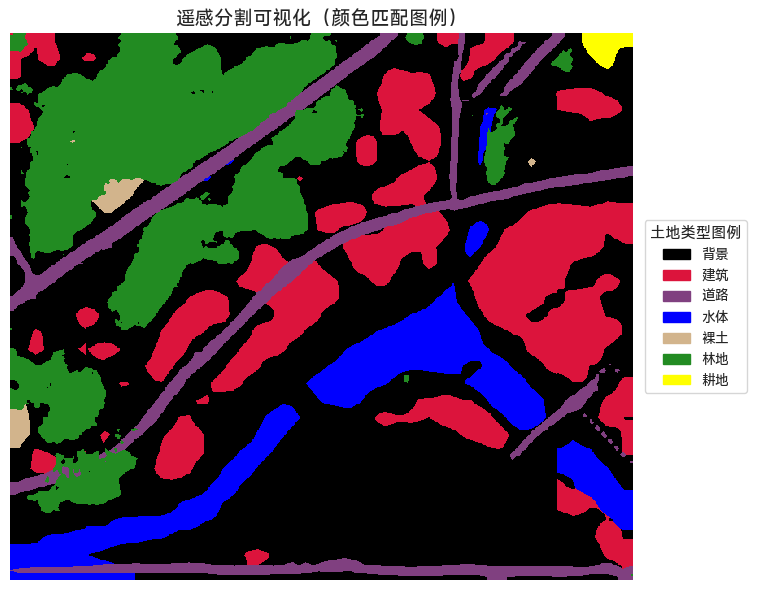 遥感分割可视化（颜色匹配图例）
土地类型图例
背景
建筑
道路
水体
裸土
林地
耕地